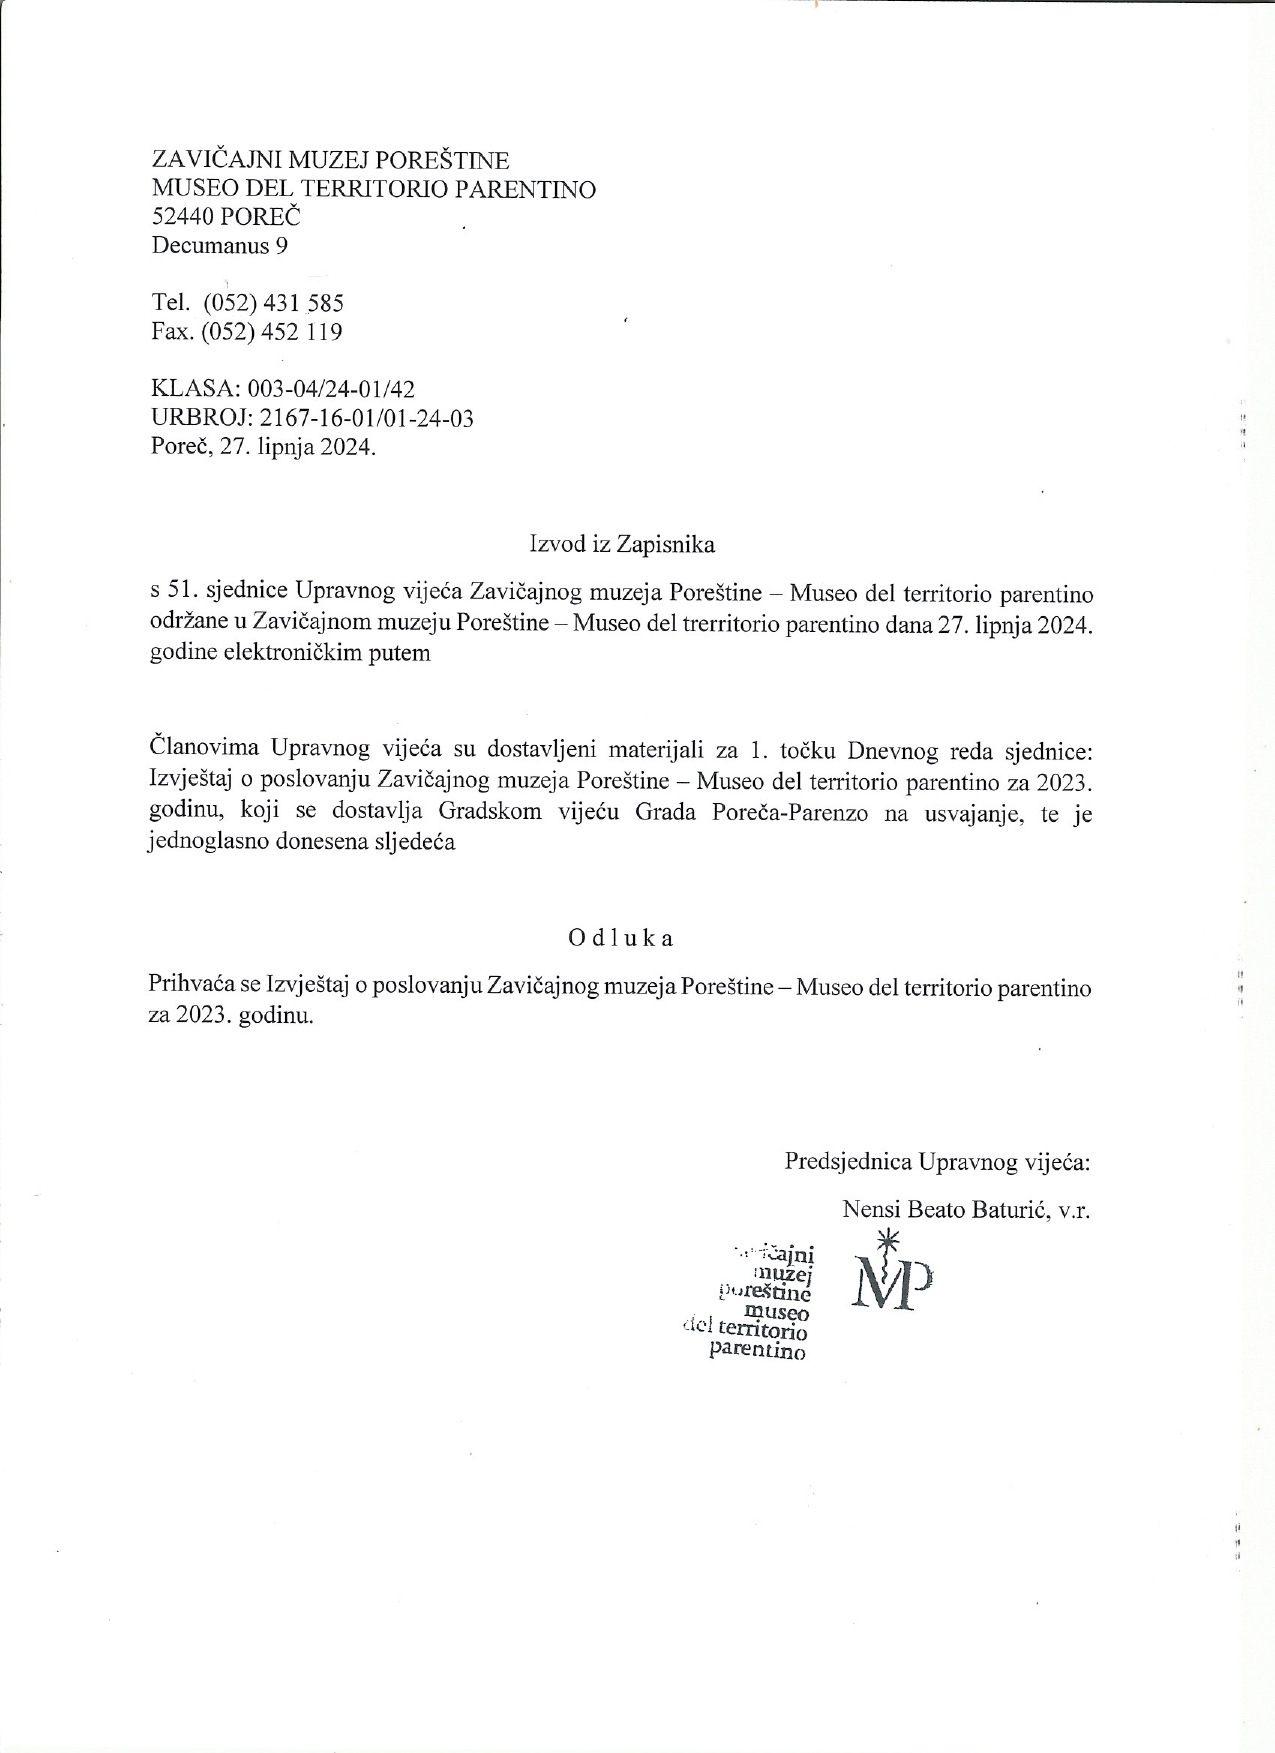 ZAVIČAJNI MUZEJ POREŠTINE
MUSEO DEL TERRITORIO PARENTINO
52440 POREČ
Decumanus 9
Tel. (052) 431 585
Fax. (052) 452 119
KLASA: 003-04/24-01/42
URBROJ: 2167-16-01/01-24-03
Poreč, 27. lipnja 2024.
Izvod iz Zapisnika
s 51. sjednice Upravnog vijeća Zavičajnog muzeja Poreštine – Museo del territorio parentino
održane u Zavičajnom muzeju Poreštine – Museo del trerritorio parentino dana 27. lipnja 2024.
godine elektroničkim putem
Članovima Upravnog vijeća su dostavljeni materijali za 1. točku Dnevnog reda sjednice:
Izvještaj o poslovanju Zavičajnog muzeja Poreštine – Museo del territorio parentino za 2023.
godinu, koji se dostavlja Gradskom vijeću Grada Poreča-Parenzo na usvajanje, te je
jednoglasno donesena sljedeća
O d l u k a
Prihvaća se Izvještaj o poslovanju Zavičajnog muzeja Poreštine – Museo del territorio parentino
za 2023. godinu.
Predsjednica Upravnog vijeća:
Nensi Beato Baturić, v.r.
muzej
poreštine
museo
del territorio
parentino
MP